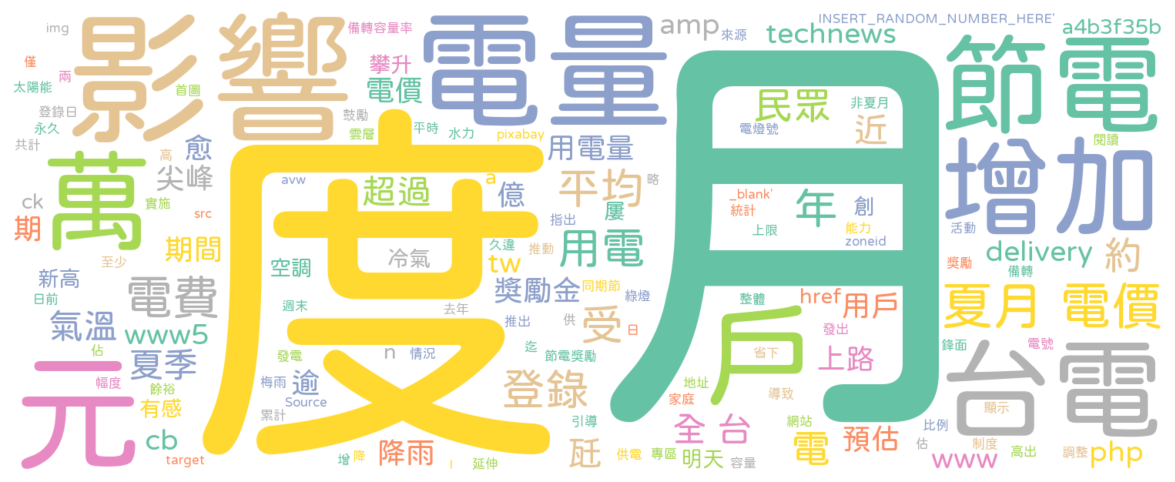 img
備轉容量率
amp
來源
INSERT_RANDOM_NUMBER_HERE'
technews
a4b3f35b
影響
電量
節電
僅
兩
攀升
電價
太陽能
首圖
民眾
非夏月
登錄日
鼓勵
永久
雲層
平時
水力
pixabay
電燈號
近
閱讀
共計
愈
高
用電量
度
月
增加
萬
尖峰
avw
超過
a
億
平均
略
_blank'
統計
年
創
ck
實施
src
指出
屢
上限
能力
zoneid
活動
期
期間
久違
推動
用電
delivery
約
至少
冷氣
空調
tw
獎勵
備轉
新高
日前
電費
獎勵金
同期節
綠燈
整體
href
用戶
夏月
電價
去年
氣溫
www5
推出
供
受
日
戶
發出
佔
夏季
發電
n
情況
迄
節電獎勵
省下
上路
鋒面
電號
台電
元
幅度
餘裕
梅雨
逾
登錄
地址
導致
家庭
有感
Source
累計
顯示
引導
全台
網站
比例
cb
target
降雨
瓩
電
預估
估
制度
高出
增
降
l
延伸
供電
專區
明天
容量
www
調整
php